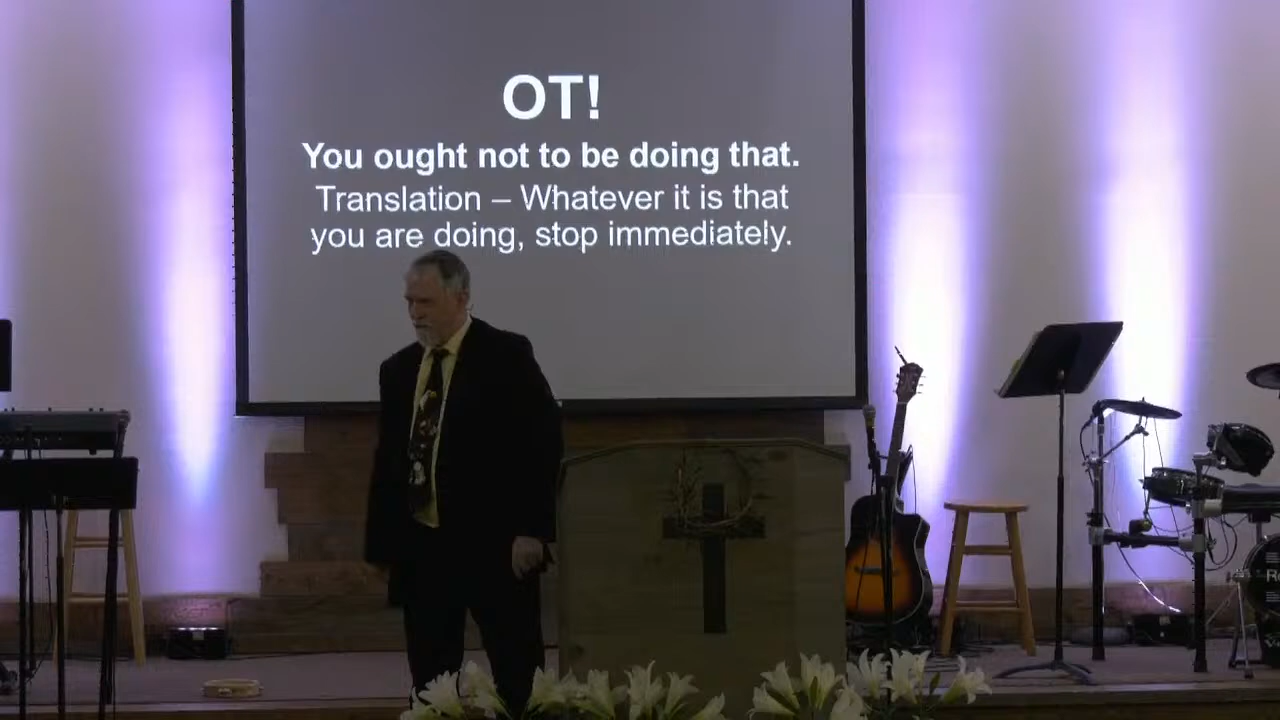 OT!
You ought not to be doing that.
Translation – Whatever it is that
you are doing, stop immediately.